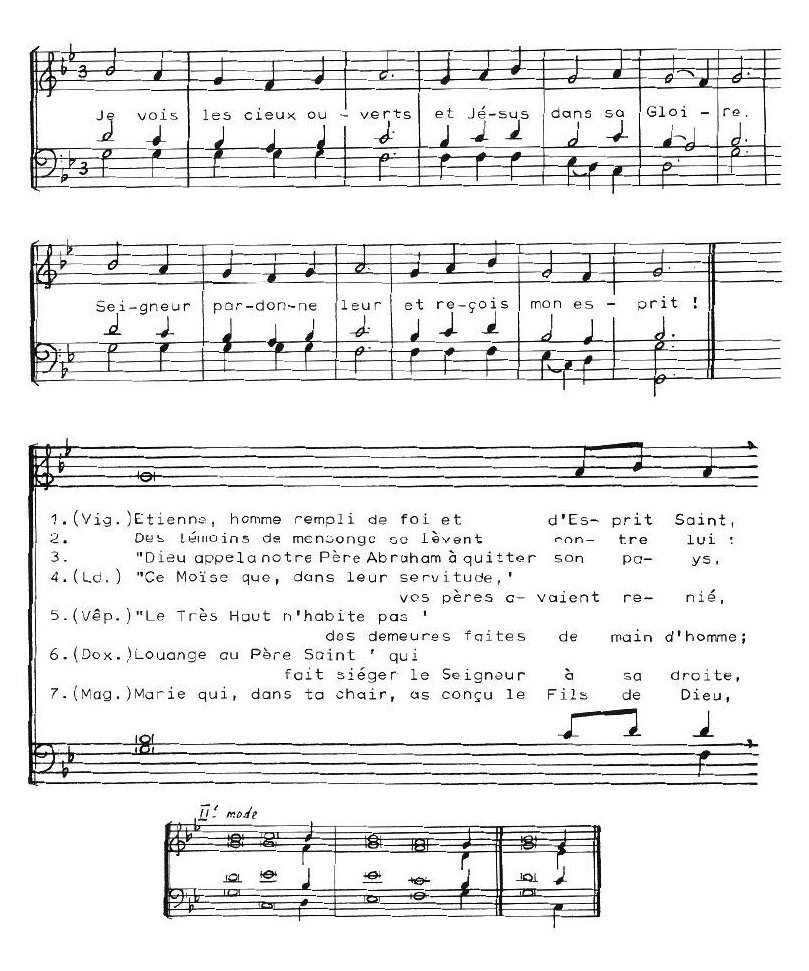 3
Je vois les cieux ou - verts et Jé-sus dans sa Gloi - re.
3
Sei-gneur par-don-ne leur et re-çois mon es - prit !
1.(Vig.)Etienne, homme rempli de foi et d'Es- prit Saint,
2. Des témoins de mensonge se lèvent con- tre lui :
3. "Dieu appela notre Père Abraham à quitter son pa- ys,
4.(Ld.) "Ce Moïse que, dans leur servitude,'
vos pères a- vaient re- nié,
5.(Vêp.)"Le Très Haut n'habite pas '
des demeures faites de main d'homme;
6.(Dox.)Louange au Père Saint ' qui
fait siéger le Seigneur à sa droite,
7.(Mag.)Marie qui, dans ta chair, as conçu le Fils de Dieu,
IIe mode